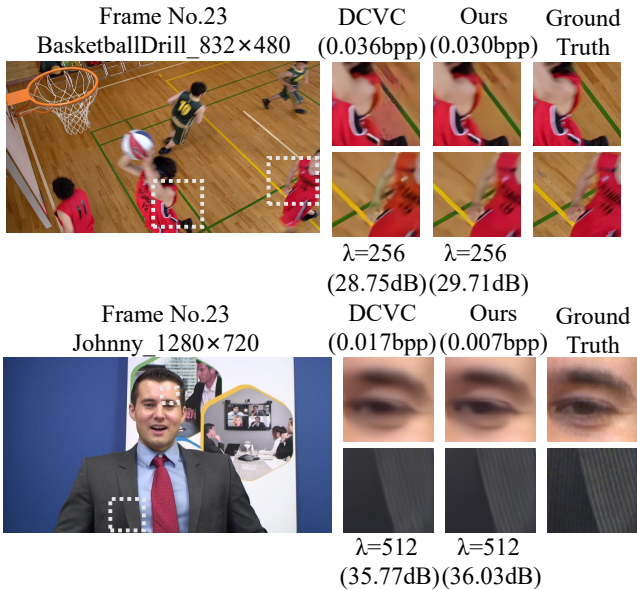 Frame No.23
BasketballDrill_832×480
DCVC
(0.036bpp)
Ours
(0.030bpp)
Ground
Truth
10
11
λ=256
(28.75dB)
λ=256
(29.71dB)
Frame No.23
Johnny_1280×720
DCVC
(0.017bpp)
Ours
(0.007bpp)
Ground
Truth
λ=512
(35.77dB)
λ=512
(36.03dB)